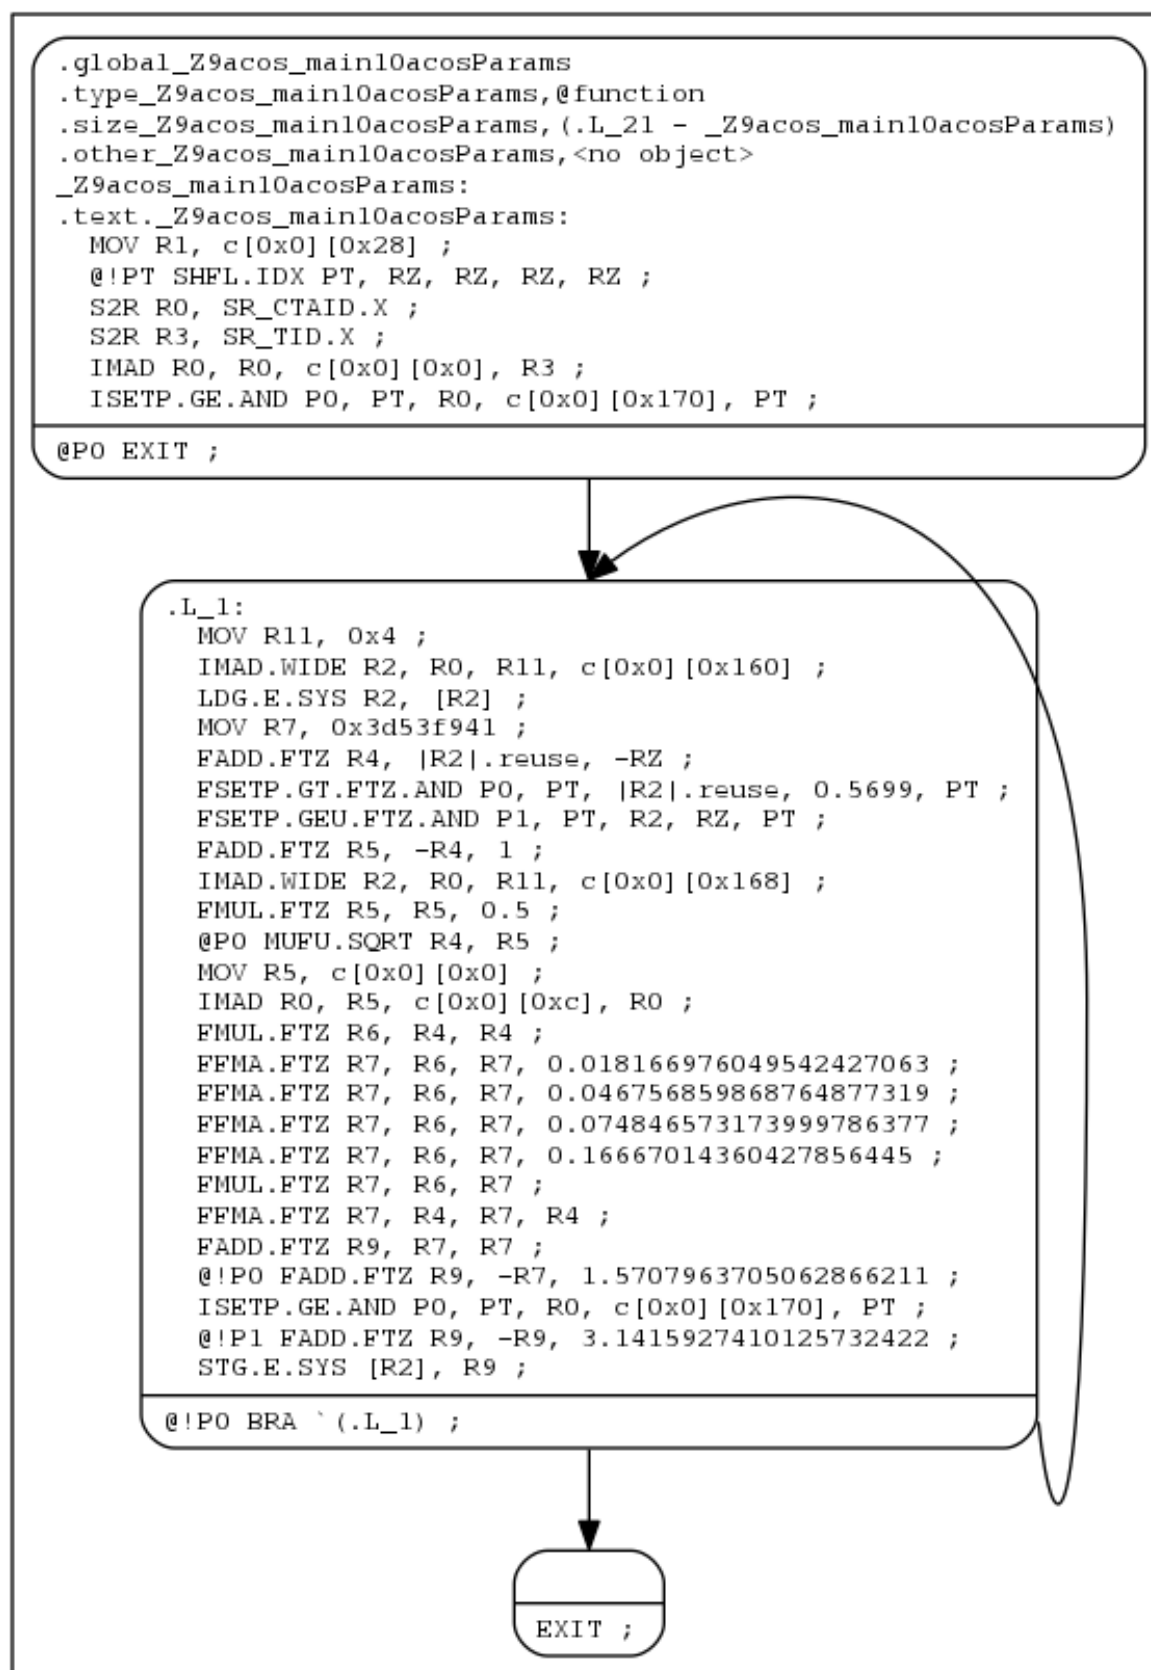 .global_Z9acos_main10acosParams
.type_Z9acos_main10acosParams,@function
.size_Z9acos_main10acosParams,(.L_21 - _Z9acos_main10acosParams)
.other_Z9acos_main10acosParams,<no object>
_Z9acos_main10acosParams:
.text._Z9acos_main10acosParams:
MOV R1, c[0x0][0x28] ;
@!PT SHFL.IDX PT, RZ, RZ, RZ, RZ ;
S2R R0, SR_CTAID.X ;
S2R R3, SR_TID.X ;
IMAD R0, R0, c[0x0][0x0], R3 ;
ISETP.GE.AND P0, PT, R0, c[0x0][0x170], PT ;
@P0 EXIT ;
.L_1:
MOV R11, 0x4 ;
IMAD.WIDE R2, R0, R11, c[0x0][0x160] ;
LDG.E.SYS R2, [R2] ;
MOV R7, 0x3d53f941 ;
FADD.FTZ R4, |R2|.reuse, -RZ ;
FSETP.GT.FTZ.AND P0, PT, |R2|.reuse, 0.5699, PT ;
FSETP.GEU.FTZ.AND P1, PT, R2, RZ, PT ;
FADD.FTZ R5, -R4, 1 ;
IMAD.WIDE R2, R0, R11, c[0x0][0x168] ;
FMUL.FTZ R5, R5, 0.5 ;
@P0 MUFU.SQRT R4, R5 ;
MOV R5, c[0x0][0x0] ;
IMAD R0, R5, c[0x0][0xc], R0 ;
FMUL.FTZ R6, R4, R4 ;
FFMA.FTZ R7, R6, R7, 0.018166976049542427063 ;
FFMA.FTZ R7, R6, R7, 0.046756859868764877319 ;
FFMA.FTZ R7, R6, R7, 0.074846573173999786377 ;
FFMA.FTZ R7, R6, R7, 0.16667014360427856445 ;
FMUL.FTZ R7, R6, R7 ;
FFMA.FTZ R7, R4, R7, R4 ;
FADD.FTZ R9, R7, R7 ;
@!P0 FADD.FTZ R9, -R7, 1.5707963705062866211 ;
ISETP.GE.AND P0, PT, R0, c[0x0][0x170], PT ;
@!P1 FADD.FTZ R9, -R9, 3.1415927410125732422 ;
STG.E.SYS [R2], R9 ;
@!P0 BRA `(.L_1) ;
EXIT ;